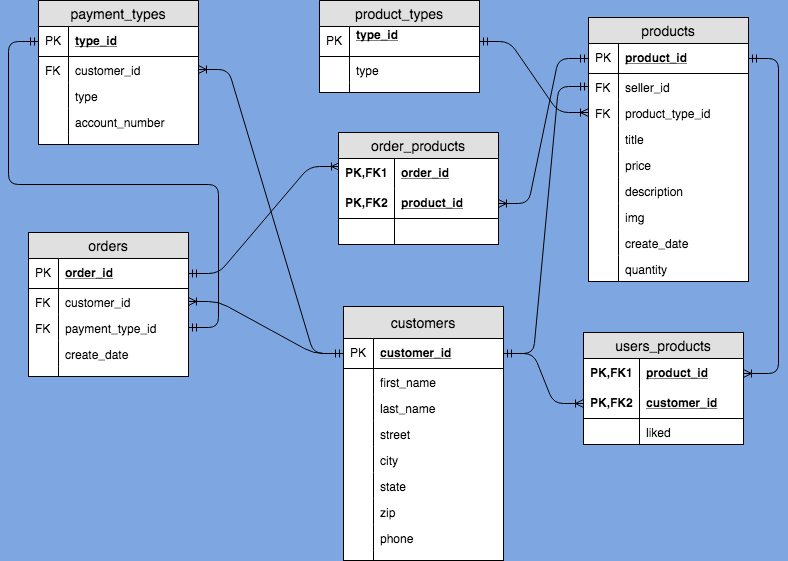 payment_types
PK type_id
FK customer_id
type
account_number
product_types
PK type_id
type
products
PK product_id
FK seller_id
FK product_type_id
title
price
description
img
create_date
quantity
order_products
PK,FK1 order_id
PK,FK2 product_id
orders
PK order_id
FK customer_id
FK payment_type_id
create_date
customers
PK customer_id
first_name
last_name
street
city
state
zip
phone
users_products
PK,FK1 product_id
PK,FK2 customer_id
liked